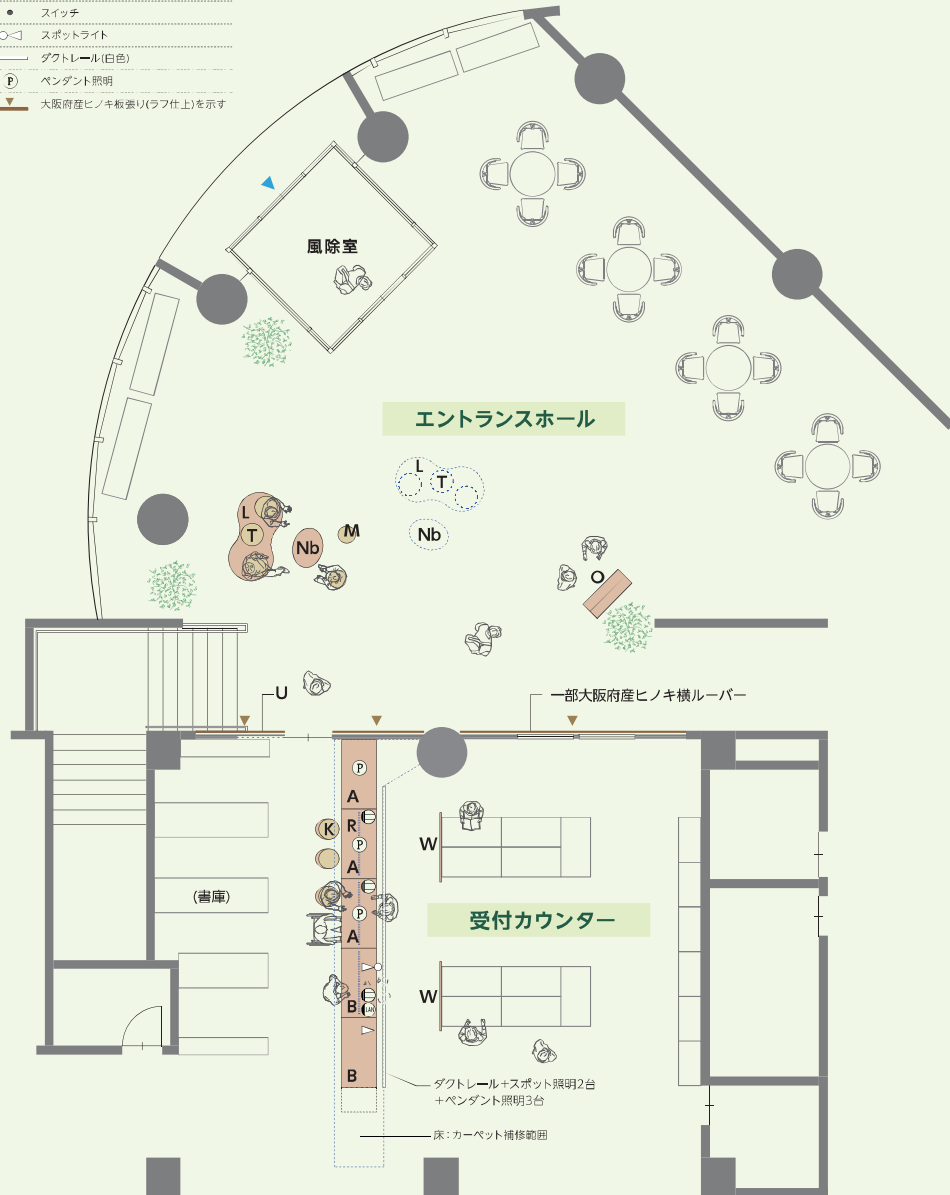 スイッチ
スポットライト
ダクトレール(白色)
P ペンダント照明
大阪府産ヒノキ板張り(ラフ仕上)を示す
風除室
エントランスホール
L
T
L
T
Nb
M
Nb
O
U
一部大阪府産ヒノキ横ルーバー
P
A
R
K
P
A
W
(書庫)
P
A
受付カウンター
W
B
LAN
B
ダクトレール+スポット照明2台
+ペンダント照明3台
床:カーペット補修範囲